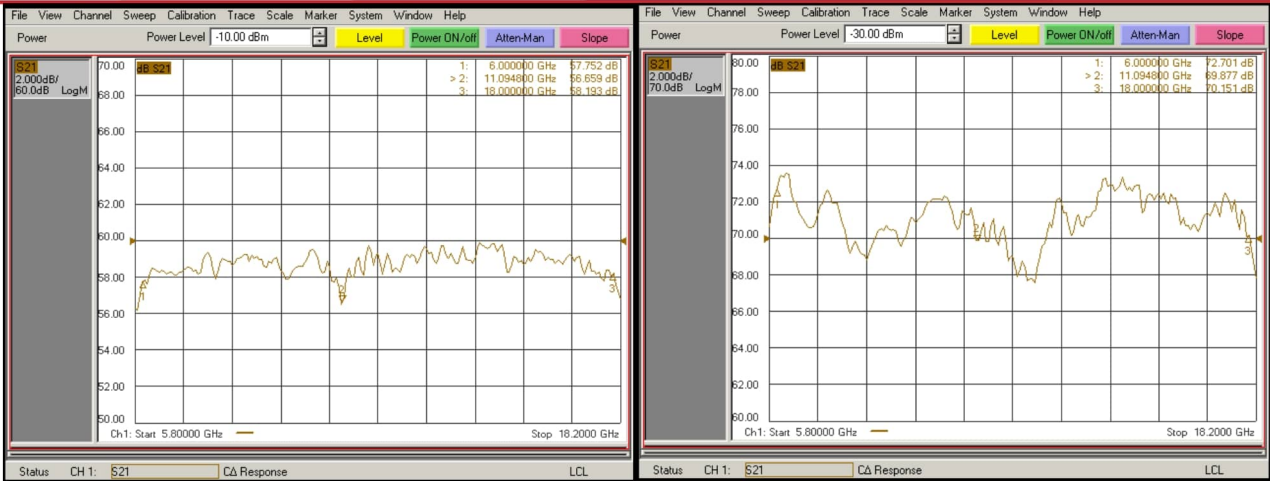 File View Channel Sweep Calibration Trace Scale Marker System Window Help
Power Power Level -10.00 dBm Level Power ON/off Atten-Man Slope
S21
2.000dB/
60.0dB LogM
dB S21
1: 6.000000 GHz 57.752 dB
> 2: 11.094800 GHz 56.659 dB
3: 18.000000 GHz 58.193 dB
70.00
68.00
66.00
64.00
62.00
60.00
58.00
56.00
54.00
52.00
50.00
1
2
3
Ch1: Start 5.80000 GHz Stop 18.2000 GHz
Status CH 1: S21 CΔ Response LCL
File View Channel Sweep Calibration Trace Scale Marker System Window Help
Power Power Level -30.00 dBm Level Power ON/off Atten-Man Slope
S21
2.000dB/
70.0dB LogM
dB S21
1: 6.000000 GHz 72.701 dB
> 2: 11.094800 GHz 69.877 dB
3: 18.000000 GHz 70.151 dB
80.00
78.00
76.00
74.00
72.00
70.00
68.00
66.00
64.00
62.00
60.00
1
2
3
Ch1: Start 5.80000 GHz Stop 18.2000 GHz
Status CH 1: S21 CΔ Response LCL